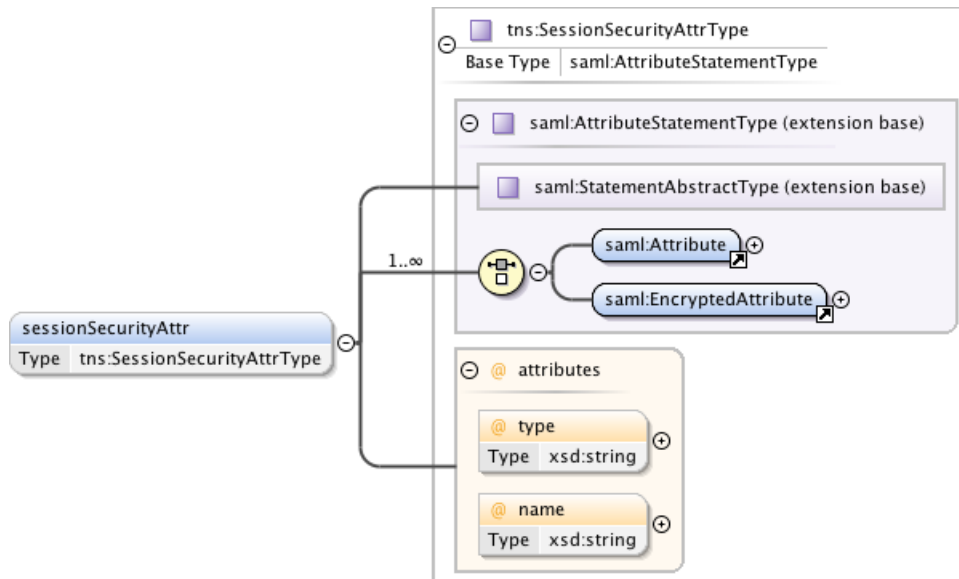 tns:SessionSecurityAttrType
Base Type saml:AttributeStatementType
saml:AttributeStatementType (extension base)
saml:StatementAbstractType (extension base)
1..∞
saml:Attribute
saml:EncryptedAttribute
sessionSecurityAttr
Type tns:SessionSecurityAttrType
@ attributes
@ type
Type xsd:string
@ name
Type xsd:string